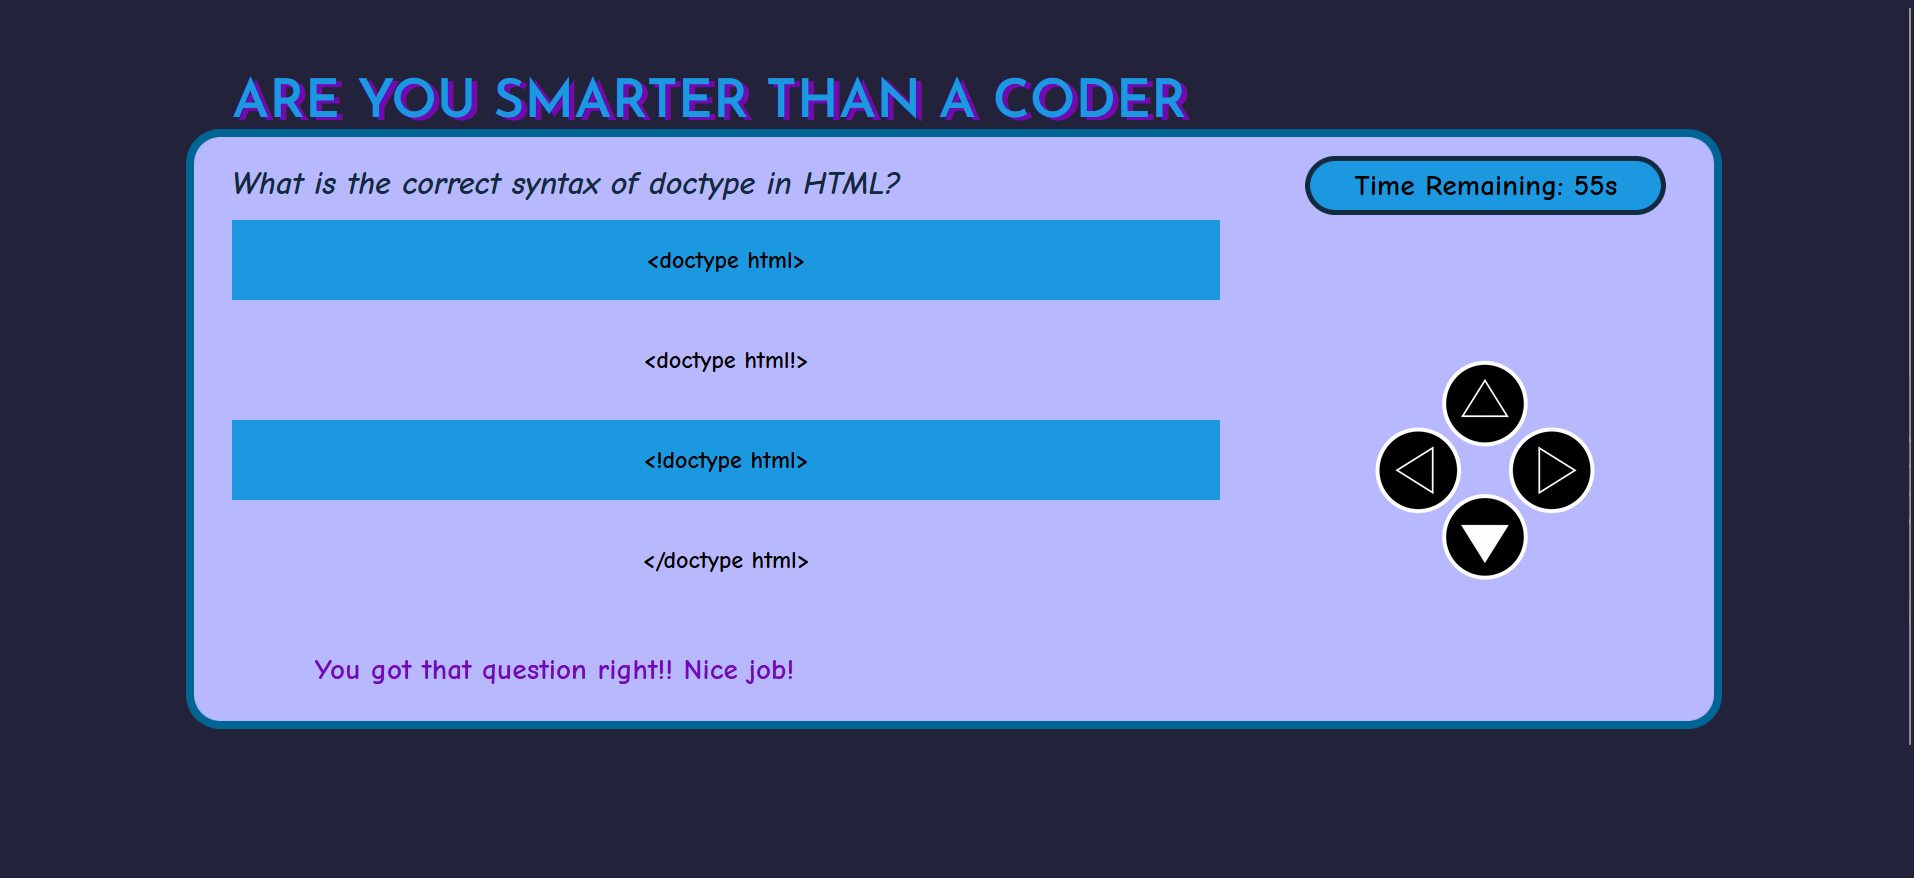 ARE YOU SMARTER THAN A CODER
What is the correct syntax of doctype in HTML?
Time Remaining: 55s
<doctype html>
<doctype html!>
<!doctype html>
</doctype html>
You got that question right!! Nice job!